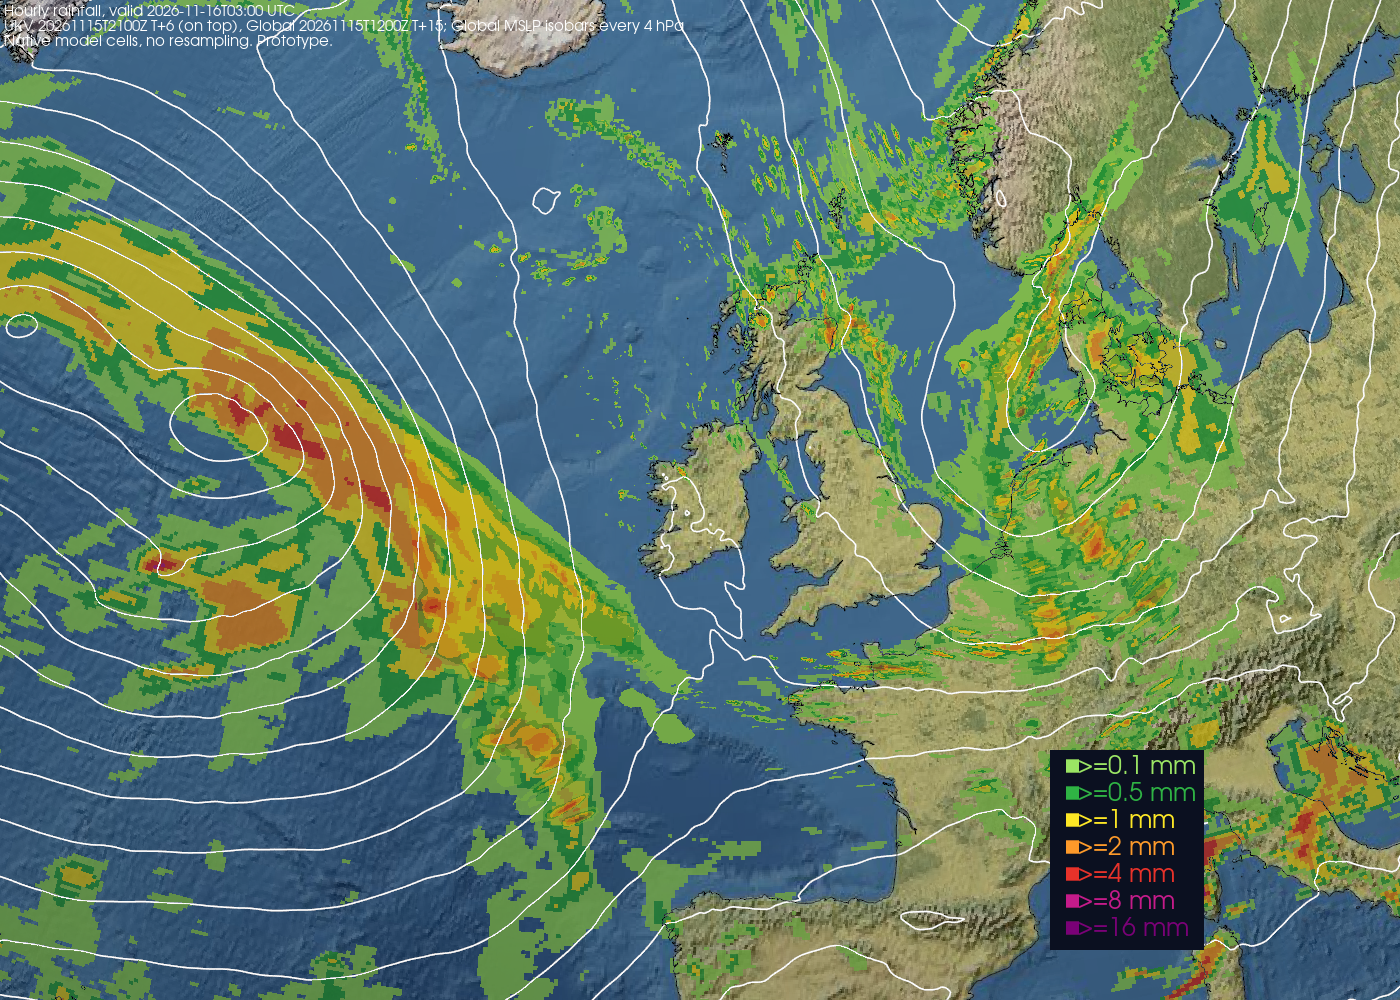 Hourly rainfall, valid 2026-11-16T03:00 UTC
UKV, 20261115T2100Z T+6 (on top), Global 20261115T1200Z T+15; Global MSLP isobars every 4 hPa
Native model cells, no resampling. Prototype.
>=0.1 mm
>=0.5 mm
>=1 mm
>=2 mm
>=4 mm
>=8 mm
>=16 mm